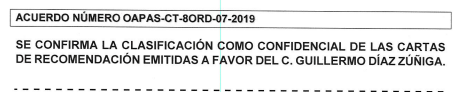 ACUERDO NÚMERO OAPAS-CT-8ORD-07-2019
SE CONFIRMA LA CLASIFICACIÓN COMO CONFIDENCIAL DE LAS CARTAS
DE RECOMENDACIÓN EMITIDAS A FAVOR DEL C. GUILLERMO DÍAZ ZÚÑIGA.